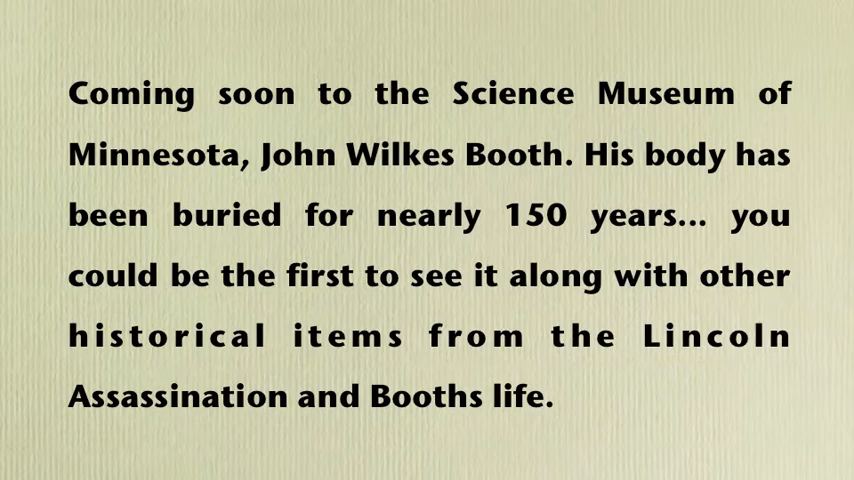 Coming soon to the Science Museum of
Minnesota, John Wilkes Booth. His body has
been buried for nearly 150 years... you
could be the first to see it along with other
historical items from the Lincoln
Assassination and Booths life.